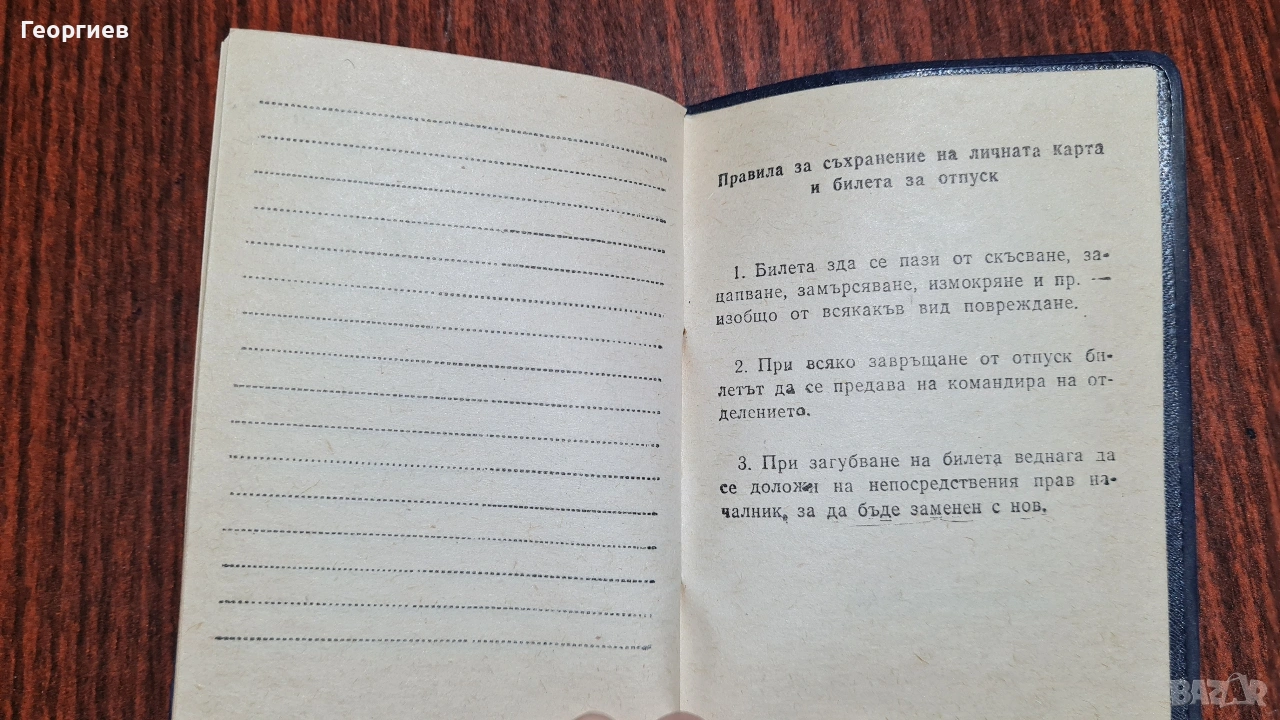 Георгиев
Правила за съхранение на личната карта
и билета за отпуск
1. Билета зда се пази от скъсване, за-
цапване, замърсяване, измокряне и пр. —
изобщо от всякакъв вид повреждане.
2. При всяко завръщане от отпуск би-
летът да се предава на командира на от-
делението.
3. При загубване на билета веднага да
се доложи на непосредствения прав на-
чалник, за да бъде заменен с нов.
BAZAR